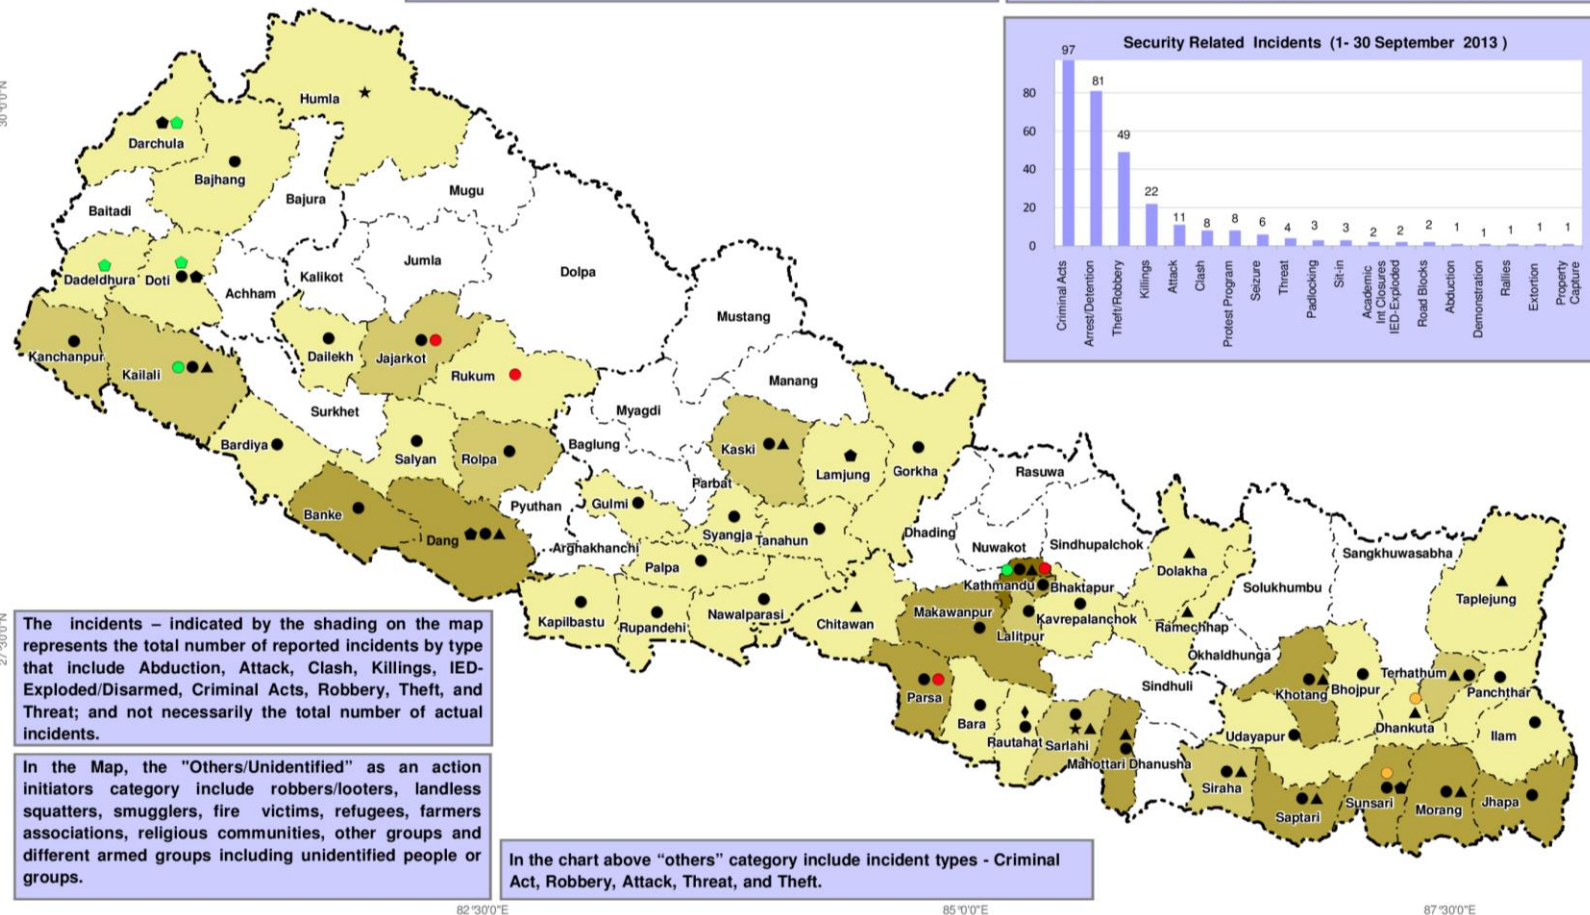 Security Related Incidents (1- 30 September 2013 )
97
81
49
22
11
8
8
6
4
3
3
2
2
2
1
1
1
1
1
80
60
40
20
0
Criminal Acts
Arrest/Detention
Theft/Robbery
Killings
Attack
Clash
Protest Program
Seizure
Threat
Padlocking
Sit-in
Academic
Int Closures
IED-Exploded
Road Blocks
Abduction
Demonstration
Rallies
Extortion
Property
Capture
30°0'0"N
Humla
Darchula
Bajhang
Bajura
Mugu
Baitadi
Dadeldhura
Doti
Achham
Kalikot
Jumla
Dolpa
Mustang
Kanchanpur
Kailali
Dailekh
Jajarkot
Rukum
Manang
Surkhet
Myagdi
Bardiya
Salyan
Rolpa
Baglung
Kaski
Lamjung
Gorkha
Rasuwa
Parbat
Banke
Dang
Pyuthan
Gulmi
Syangja
Tanahun
Dhading
Nuwakot
Sindhupalchok
Sangkhuwasabha
Arghakhanchi
Palpa
Dolakha
Solukhumbu
Taplejung
Kathmandu
Bhaktapur
Kapilbastu
Rupandehi
Nawalparasi
Chitawan
Makawanpur
Lalitpur
Kavrepalanchok
Ramechhap
Okhaldhunga
27°30'0"N
Sindhuli
Khotang
Bhojpur
Terhathum
Panchthar
Parsa
Bara
Rautahat
Sarlahi
Mahottari
Dhanusha
Udayapur
Dhankuta
Ilam
Siraha
Saptari
Sunsari
Morang
Jhapa
The incidents – indicated by the shading on the map
represents the total number of reported incidents by type
that include Abduction, Attack, Clash, Killings, IED-
Exploded/Disarmed, Criminal Acts, Robbery, Theft, and
Threat; and not necessarily the total number of actual
incidents.
In the Map, the "Others/Unidentified” as an action
initiators category include robbers/looters, landless
squatters, smugglers, fire victims, refugees, farmers
associations, religious communities, other groups and
different armed groups including unidentified people or
groups.
In the chart above “others” category include incident types - Criminal
Act, Robbery, Attack, Threat, and Theft.
82°30'0"E
85°0'0"E
87°30'0"E